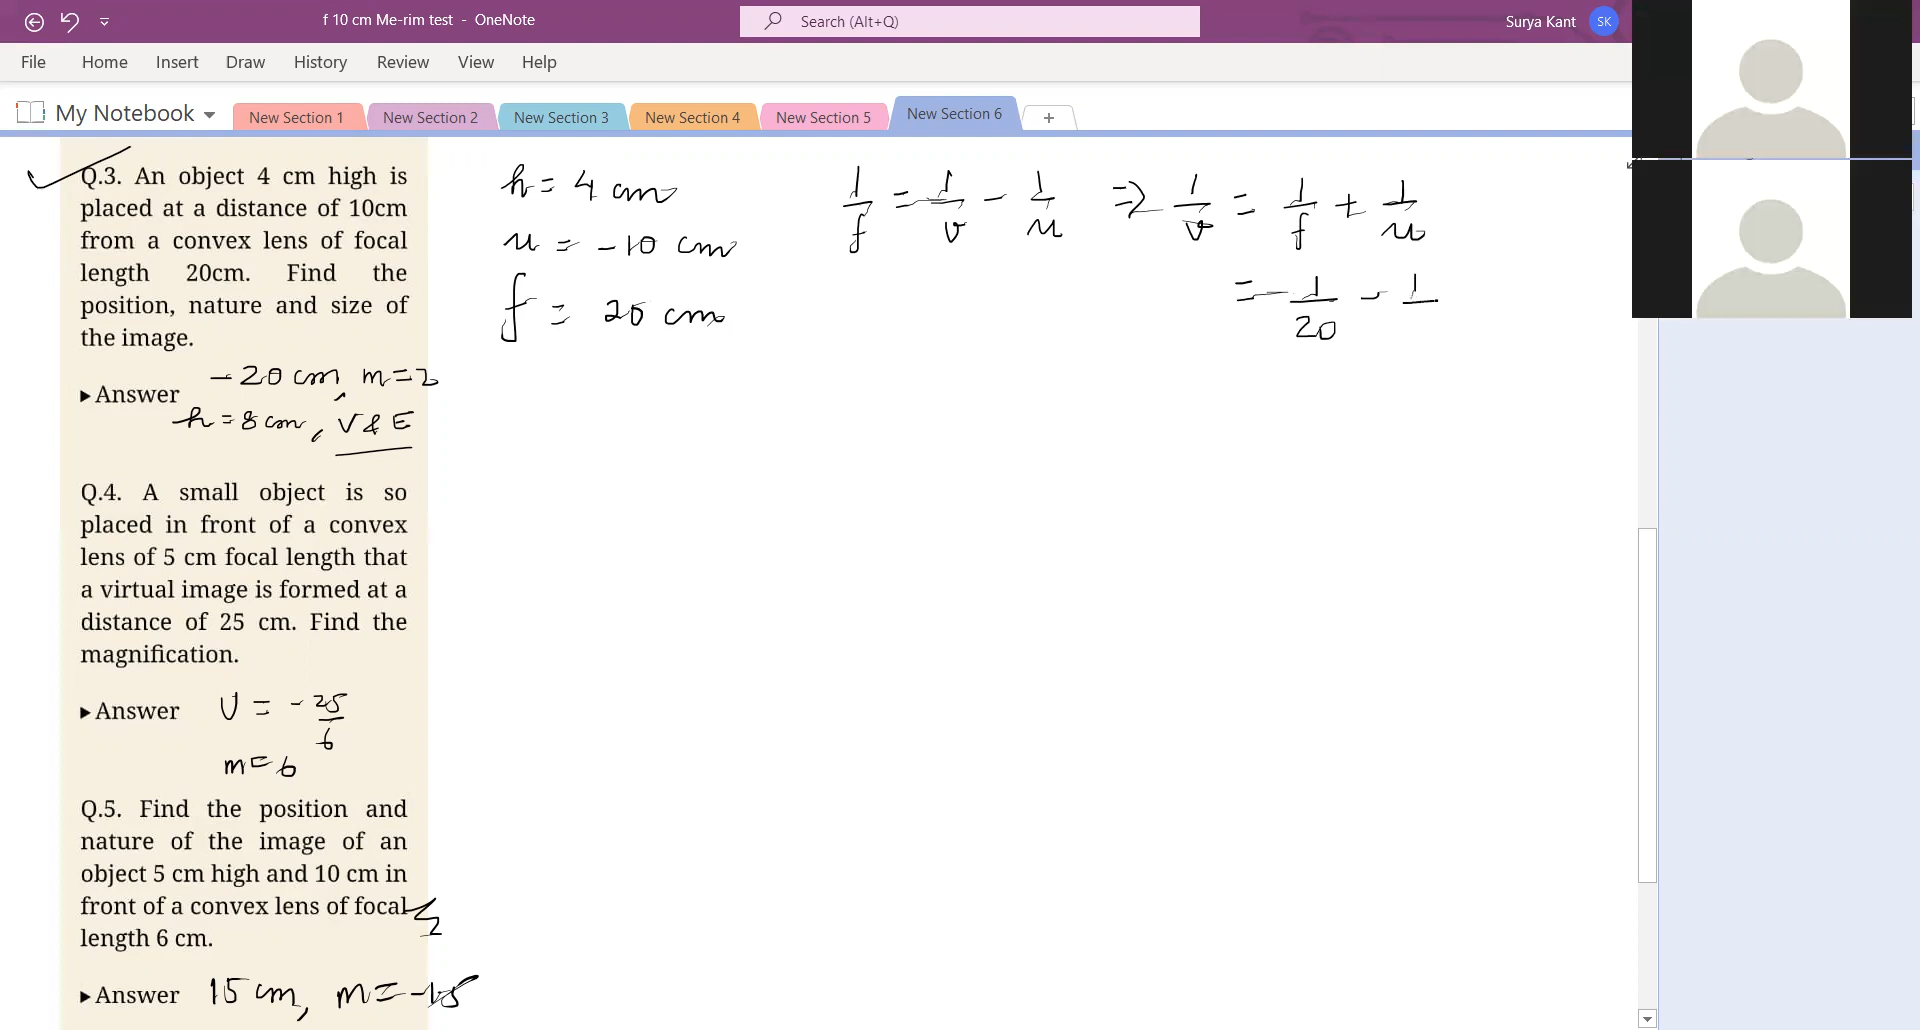 f 10 cm Me-rim test - OneNote
Search (Alt+Q)
Surya Kant
SK
File Home Insert Draw History Review View Help
My Notebook
New Section 1 New Section 2 New Section 3 New Section 4 New Section 5 New Section 6 +
Q.3. An object 4 cm high is
placed at a distance of 10cm
from a convex lens of focal
length 20cm. Find the
position, nature and size of
the image.
Answer -20 cm, m=2
h=8cm, V & E
Q.4. A small object is so
placed in front of a convex
lens of 5 cm focal length that
a virtual image is formed at a
distance of 25 cm. Find the
magnification.
Answer U = -25/6
m=6
Q.5. Find the position and
nature of the image of an
object 5 cm high and 10 cm in
front of a convex lens of focal
length 6 cm.
Answer 15 cm, m=-1.5
h = 4 cm
u = -10 cm
f = 20 cm
1/f = 1/v - 1/u => 1/v = 1/f + 1/u
= 1/20 - 1/